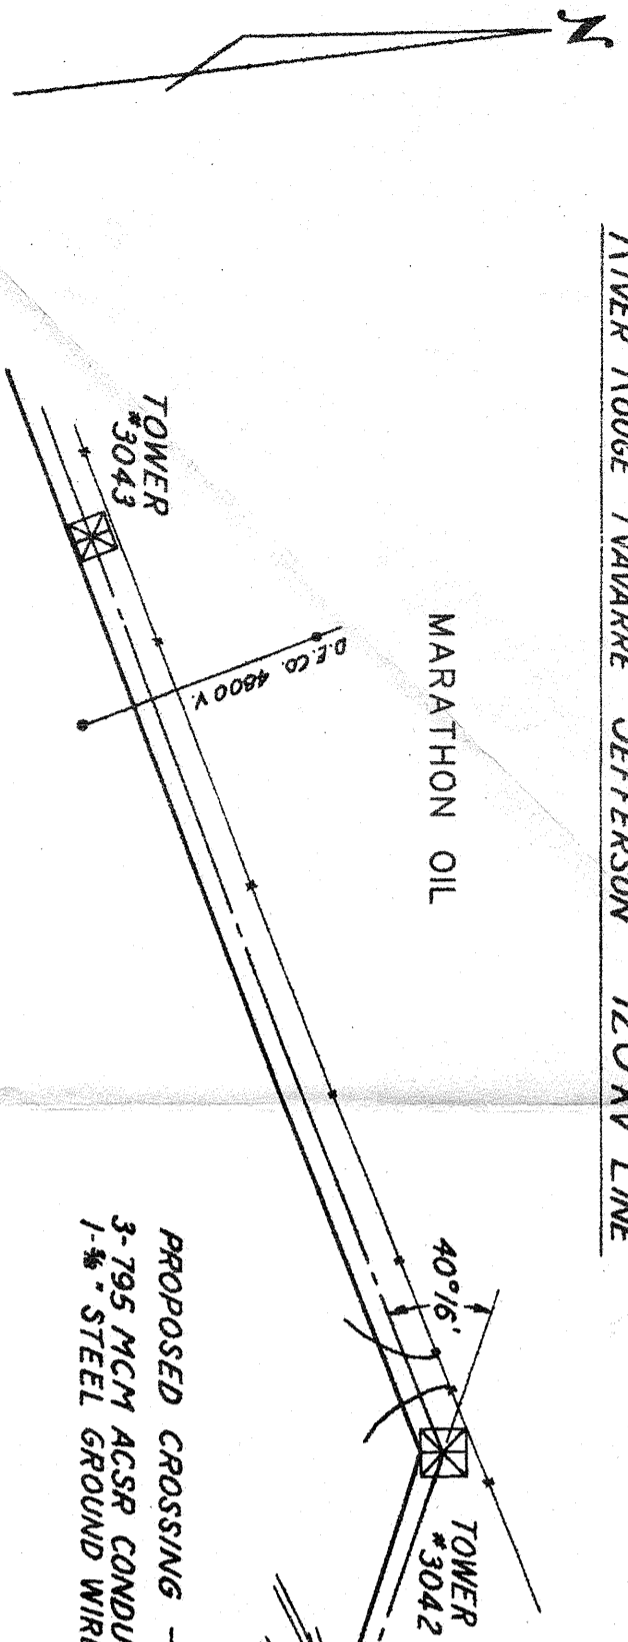 N
RIVER ROUGE NAVARRE JEFFERSON 120 KV LINE
MARATHON OIL
TOWER
#3043
D.E.CO. 4800 V.
40°16'
TOWER
#3042
PROPOSED CROSSING -
3-795 MCM ACSR CONDU
STEEL GROUND WIR